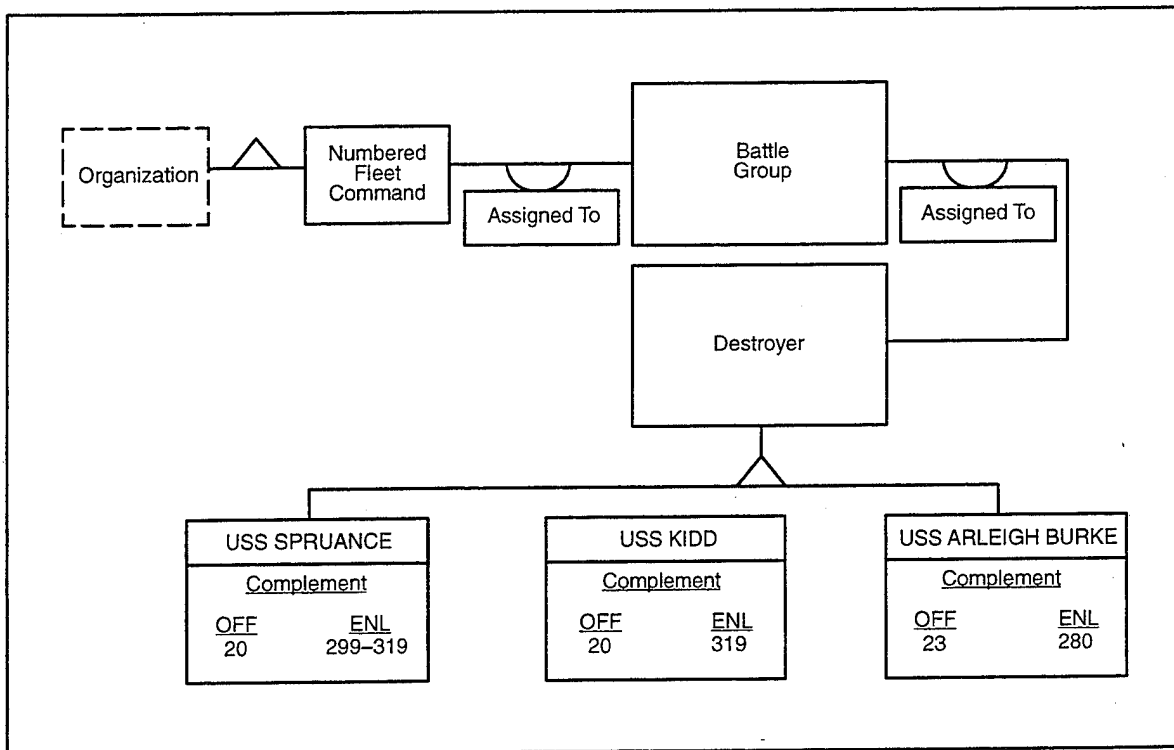 Organization
Numbered
Fleet
Command
Assigned To
Battle
Group
Assigned To
Destroyer
USS SPRUANCE
Complement
OFF ENL
20 299–319
USS KIDD
Complement
OFF ENL
20 319
USS ARLEIGH BURKE
Complement
OFF ENL
23 280